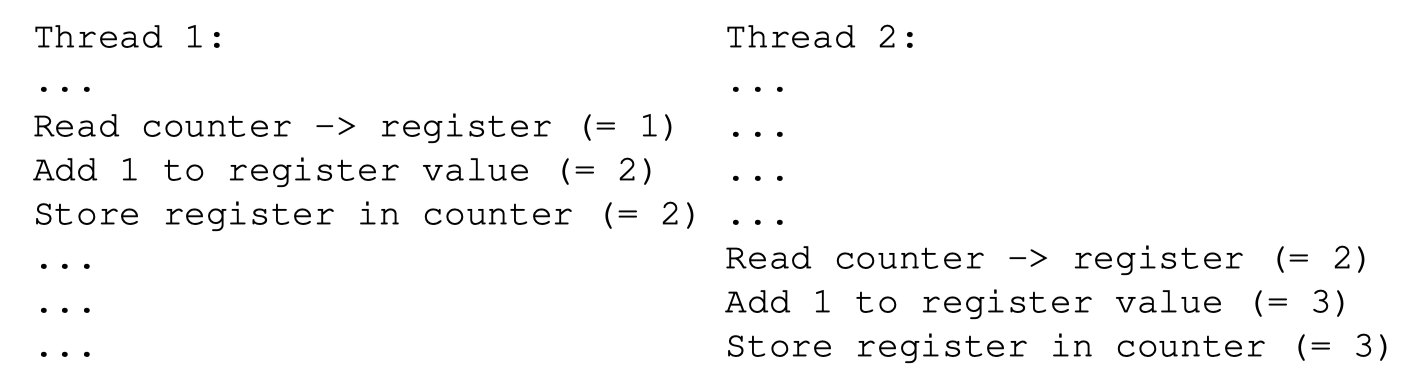 Thread 1:
...
Read counter -> register (= 1)
Add 1 to register value (= 2)
Store register in counter (= 2)
...
...
...
Thread 2:
...
...
...
...
Read counter -> register (= 2)
Add 1 to register value (= 3)
Store register in counter (= 3)